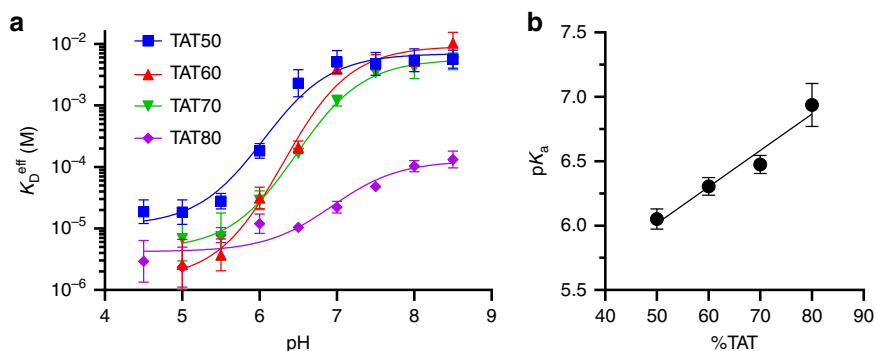 a
K_D^eff (M)
10⁻²
10⁻³
10⁻⁴
10⁻⁵
10⁻⁶
TAT50
TAT60
TAT70
TAT80
4 5 6 7 8 9
pH
b
pKₐ
7.5
7.0
6.5
6.0
5.5
40 50 60 70 80 90
%TAT